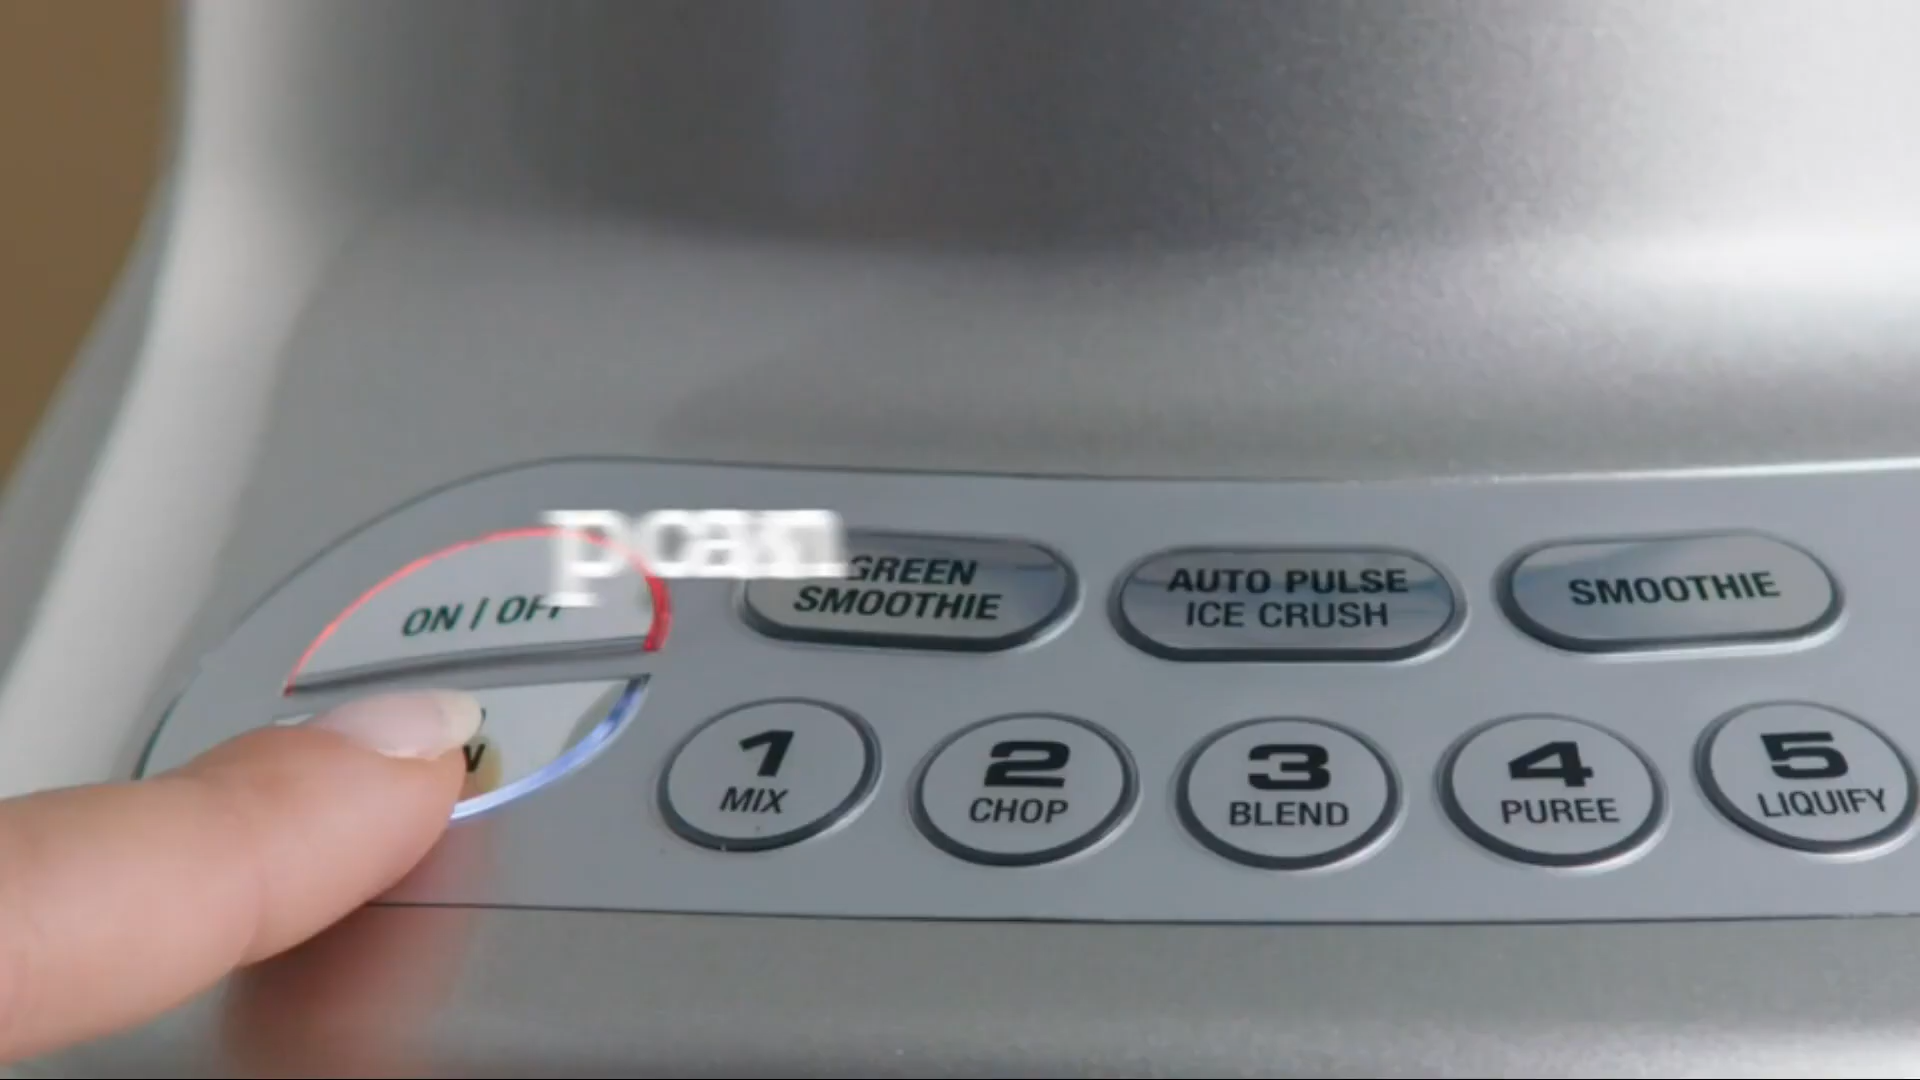 ON | OFF
GREEN
SMOOTHIE
AUTO PULSE
ICE CRUSH
SMOOTHIE
1
MIX
2
CHOP
3
BLEND
4
PUREE
5
LIQUIFY